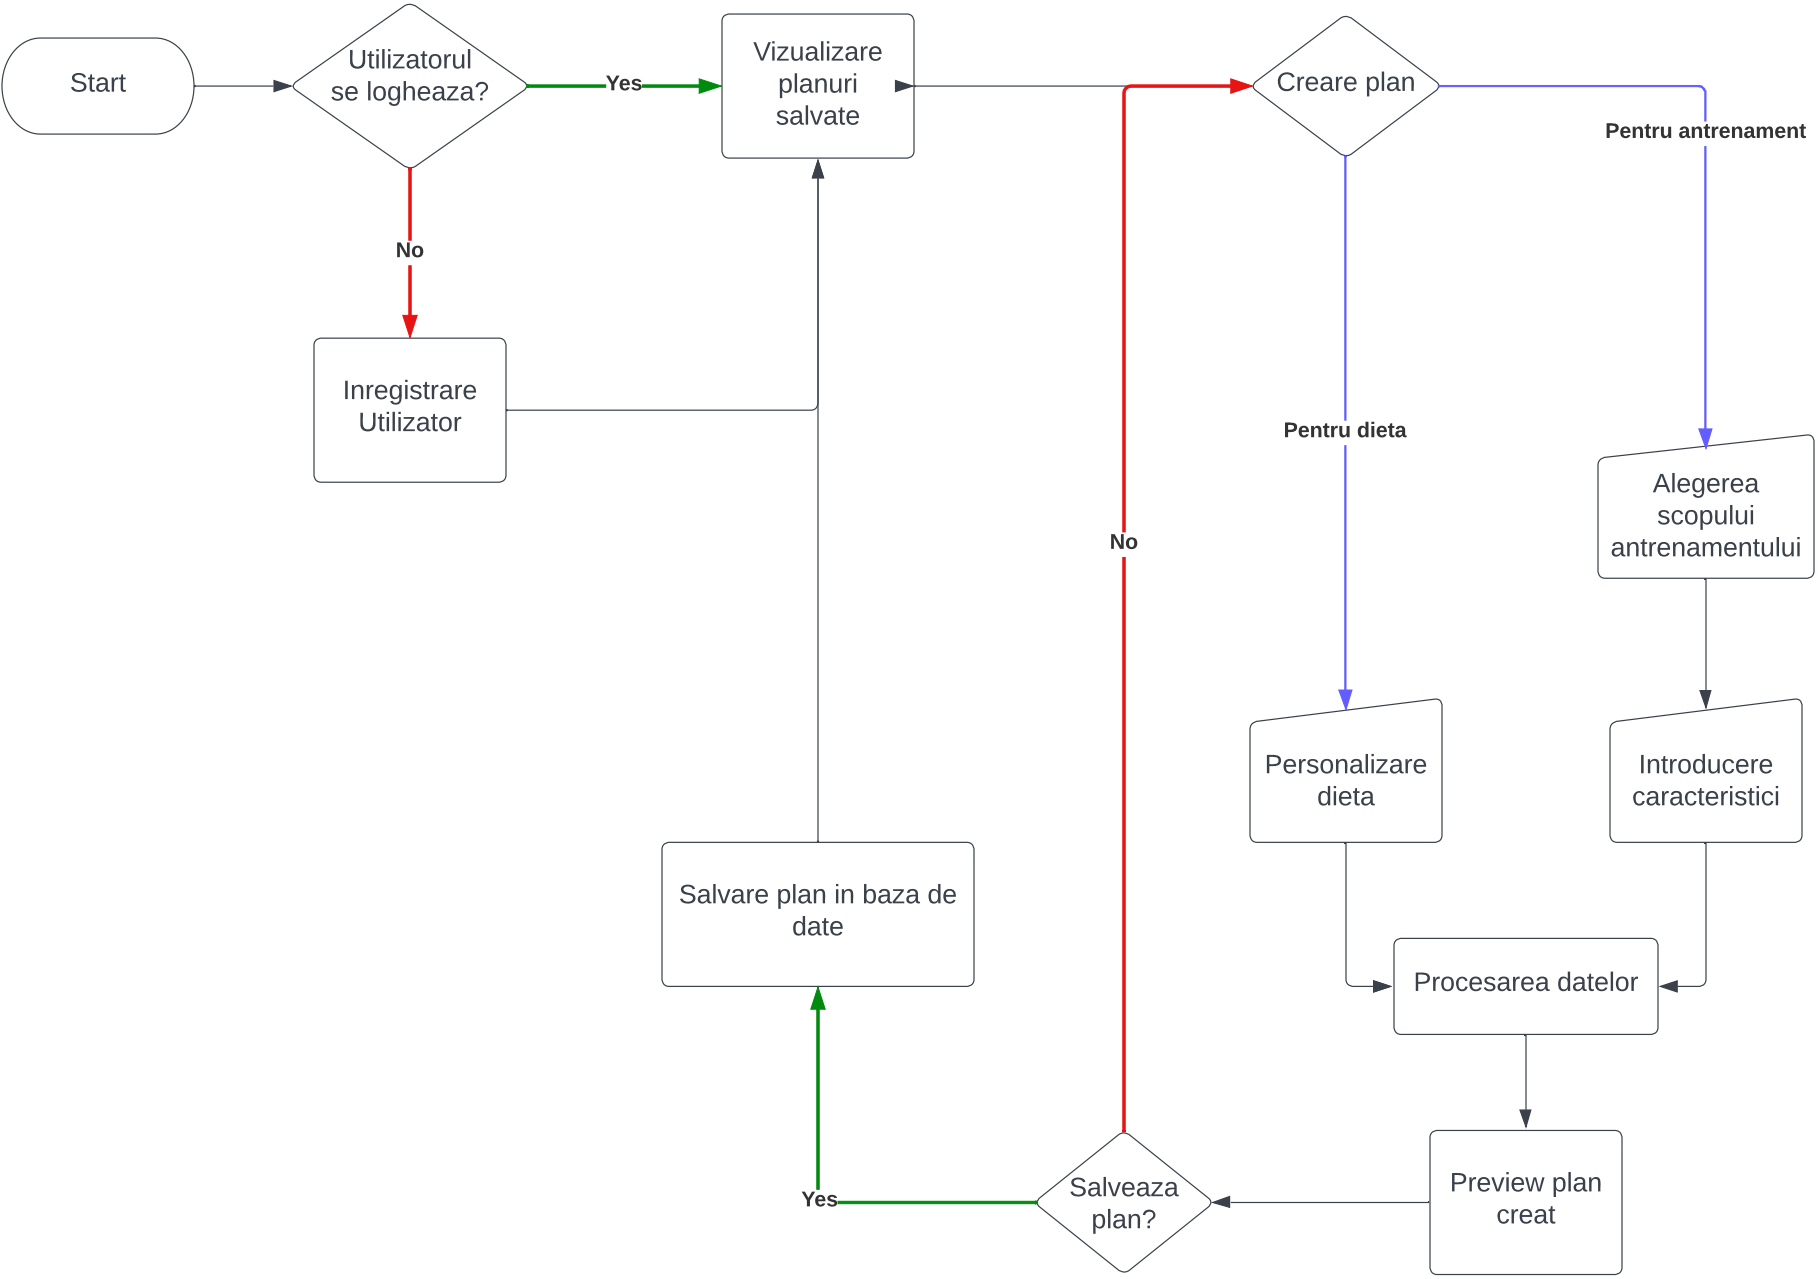 Start
Utilizatorul
se logheaza?
Yes
Vizualizare
planuri
salvate
Creare plan
Pentru antrenament
No
Inregistrare
Utilizator
Pentru dieta
Alegerea
scopului
antrenamentului
No
Personalizare
dieta
Introducere
caracteristici
Salvare plan in baza de
date
Procesarea datelor
Yes
Salveaza
plan?
Preview plan
creat